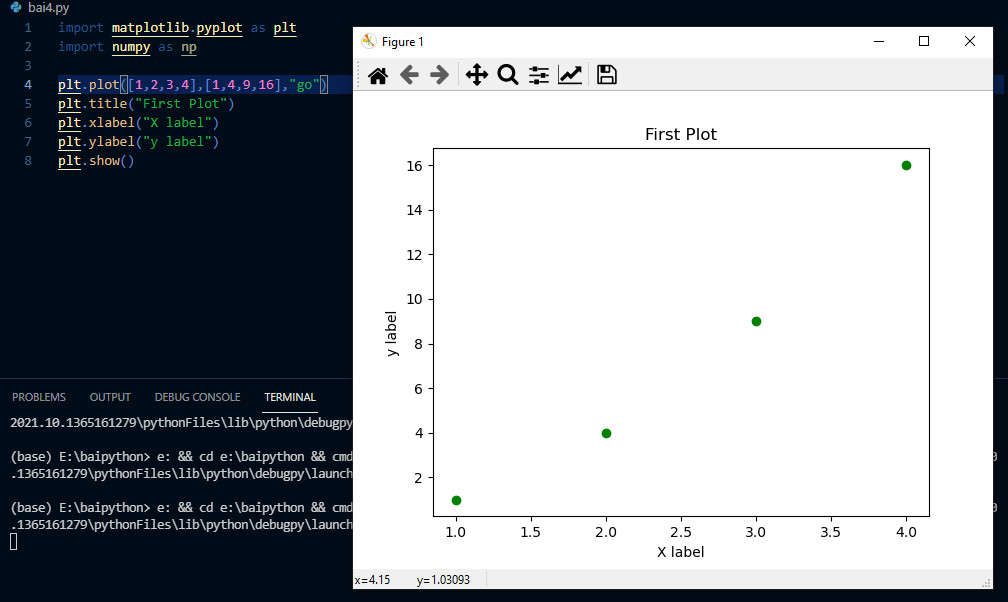 bai4.py
1 import matplotlib.pyplot as plt
2 import numpy as np
3
4 plt.plot([1,2,3,4],[1,4,9,16],"go")
5 plt.title("First Plot")
6 plt.xlabel("X label")
7 plt.ylabel("y label")
8 plt.show()
PROBLEMS OUTPUT DEBUG CONSOLE TERMINAL
2021.10.1365161279\pythonFiles\lib\python\debugpy
(base) E:\baipython> e: && cd e:\baipython && cmd
.1365161279\pythonFiles\lib\python\debugpy\launch
(base) E:\baipython> e: && cd e:\baipython && cmd
.1365161279\pythonFiles\lib\python\debugpy\launch
Figure 1
First Plot
y label
16
14
12
10
8
6
4
2
1.0 1.5 2.0 2.5 3.0 3.5 4.0
X label
x=4.15 y=1.03093